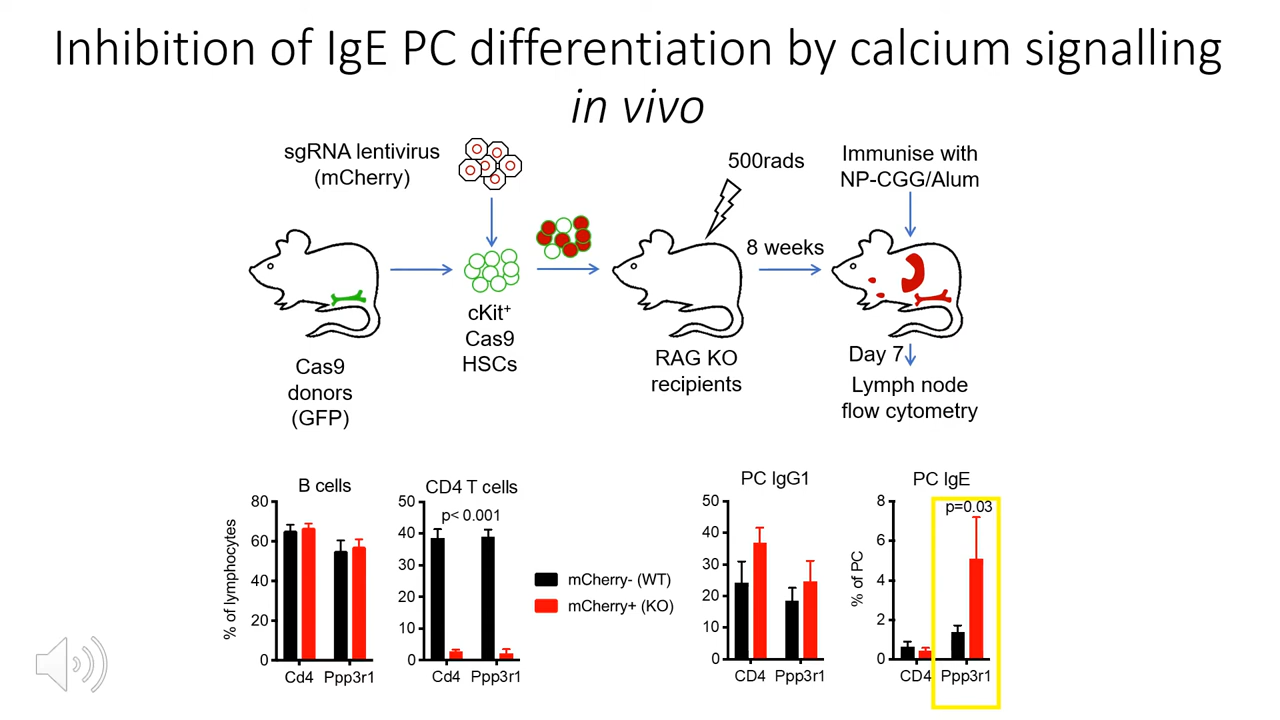 Inhibition of IgE PC differentiation by calcium signalling
in vivo
sgRNA lentivirus
(mCherry)
500rads
Immunise with
NP-CGG/Alum
8 weeks
cKit⁺
Cas9
HSCs
Cas9
donors
(GFP)
RAG KO
recipients
Day 7
Lymph node
flow cytometry
B cells
% of lymphocytes
80
60
40
20
0
Cd4 Ppp3r1
CD4 T cells
p< 0.001
50
40
30
20
10
0
Cd4 Ppp3r1
mCherry- (WT)
mCherry+ (KO)
PC IgG1
50
40
30
20
10
0
CD4 Ppp3r1
PC IgE
p=0.03
% of PC
8
6
4
2
0
CD4 Ppp3r1